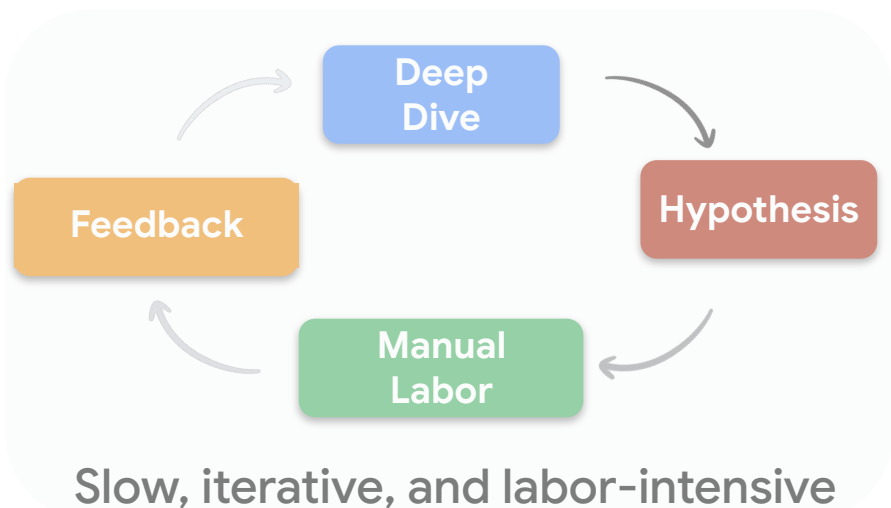 Deep
Dive
Hypothesis
Feedback
Manual
Labor
Slow, iterative, and labor-intensive